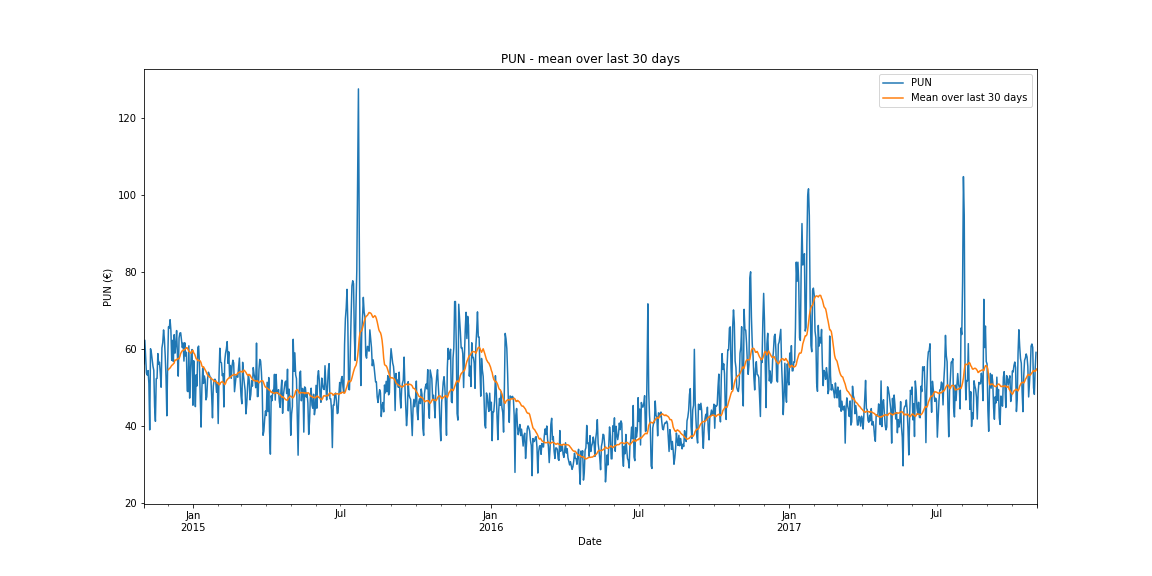 PUN - mean over last 30 days
PUN
Mean over last 30 days
PUN (€)
120
100
80
60
40
20
Jan
2015
Jul
Jan
2016
Jul
Jan
2017
Jul
Date